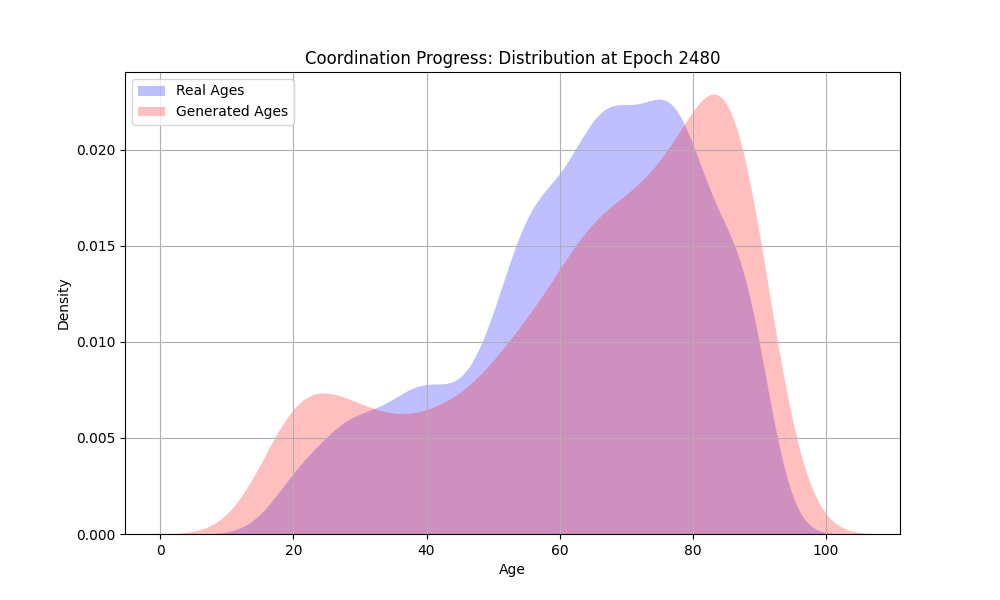 Coordination Progress: Distribution at Epoch 2480
Real Ages
Generated Ages
0.020
0.015
0.010
0.005
0.000
Density
0 20 40 60 80 100
Age